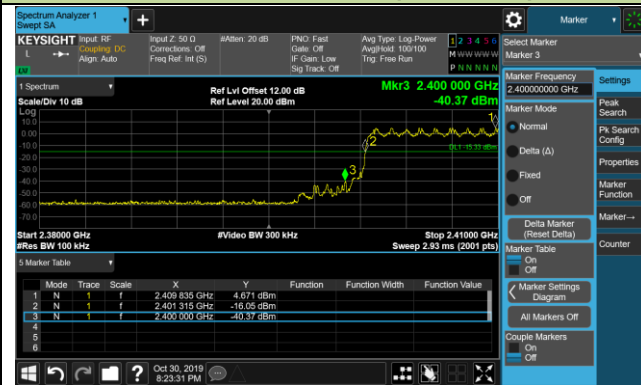 Spectrum Analyzer 1
Swept SA
+
Marker
KEYSIGHT
L
Input: RF
Coupling: DC
Align: Auto
Input Z: 50 Ω
Corrections: Off
Freq Ref: Int (S)
#Atten: 20 dB
PNO: Fast
Gate: Off
IF Gain: Low
Sig Track: Off
Avg Type: Log-Power
Avg|Hold: 100/100
Trig: Free Run
1 2 3 4 5 6
M W W W W W
P N N N N N
Select Marker
Marker 3
1 Spectrum
Scale/Div 10 dB
Log
Ref Lvl Offset 12.00 dB
Ref Level 20.00 dBm
Mkr3 2.400 000 GHz
-40.37 dBm
10.0
0.00
-10.0
-20.0
-30.0
-40.0
-50.0
-60.0
-70.0
1
2
3
DL1 -15.33 dBm
Start 2.38000 GHz
#Res BW 100 kHz
#Video BW 300 kHz
Stop 2.41000 GHz
Sweep 2.93 ms (2001 pts)
5 Marker Table
Mode Trace Scale X Y Function Function Width Function Value
1 N 1 f 2.409 835 GHz 4.671 dBm
2 N 1 f 2.401 315 GHz -16.05 dBm
3 N 1 f 2.400 000 GHz -40.37 dBm
4
5
6
Marker Frequency
2.400000000 GHz
Marker Mode
Normal
Delta (Δ)
Fixed
Off
Delta Marker
(Reset Delta)
Marker Table
On
Off
Marker Settings
Diagram
All Markers Off
Couple Markers
On
Off
Settings
Peak
Search
Pk Search
Config
Properties
Marker
Function
Marker→
Counter
?
Oct 30, 2019
8:23:31 PM